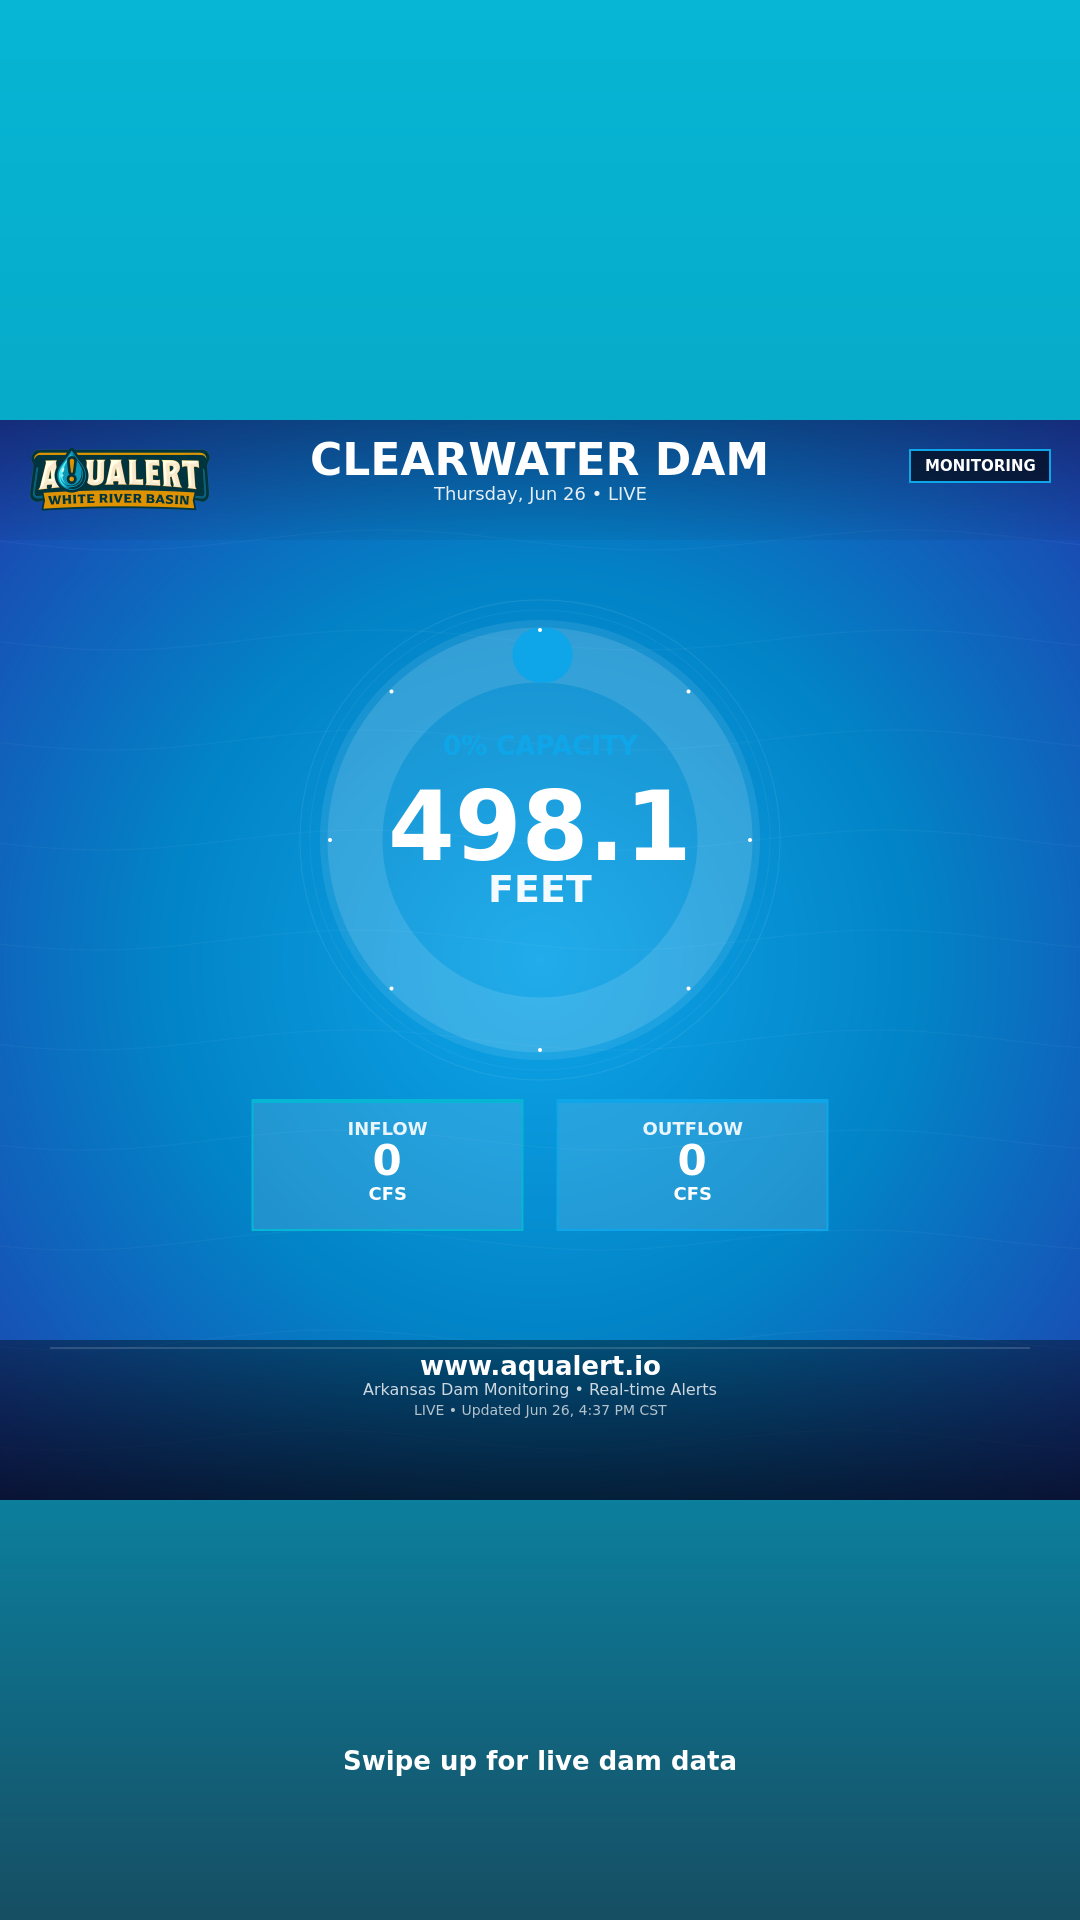 AQUALERT
WHITE RIVER BASIN
CLEARWATER DAM
Thursday, Jun 26 • LIVE
MONITORING
0% CAPACITY
498.1
FEET
INFLOW
0
CFS
OUTFLOW
0
CFS
www.aqualert.io
Arkansas Dam Monitoring • Real-time Alerts
LIVE • Updated Jun 26, 4:37 PM CST
Swipe up for live dam data